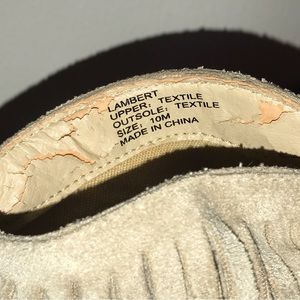 LAMBERT
UPPER: TEXTILE
OUTSOLE: TEXTILE
SIZE: 10M
MADE IN CHINA